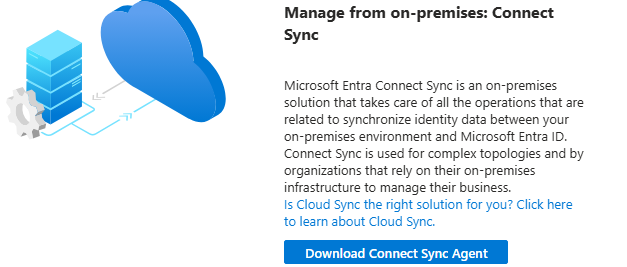 Manage from on-premises: Connect
Sync
Microsoft Entra Connect Sync is an on-premises
solution that takes care of all the operations that are
related to synchronize identity data between your
on-premises environment and Microsoft Entra ID.
Connect Sync is used for complex topologies and by
organizations that rely on their on-premises
infrastructure to manage their business.
Is Cloud Sync the right solution for you? Click here
to learn about Cloud Sync.
Download Connect Sync Agent